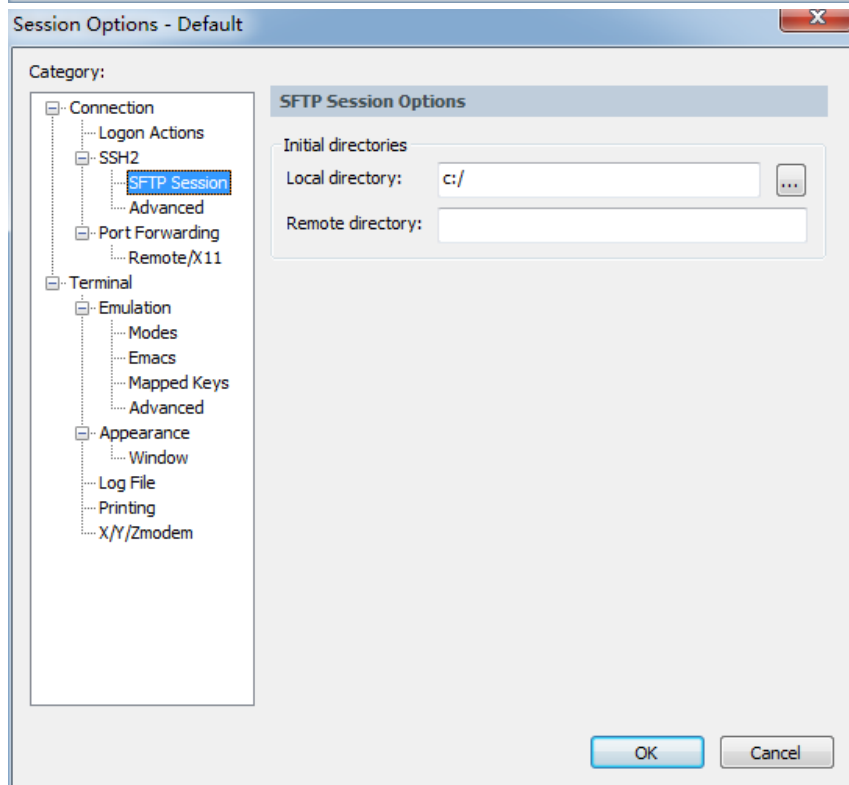 Session Options - Default
Category:
Connection
Logon Actions
SSH2
SFTP Session
Advanced
Port Forwarding
Remote/X11
Terminal
Emulation
Modes
Emacs
Mapped Keys
Advanced
Appearance
Window
Log File
Printing
X/Y/Zmodem
SFTP Session Options
Initial directories
Local directory: c:/ ...
Remote directory:
OK Cancel